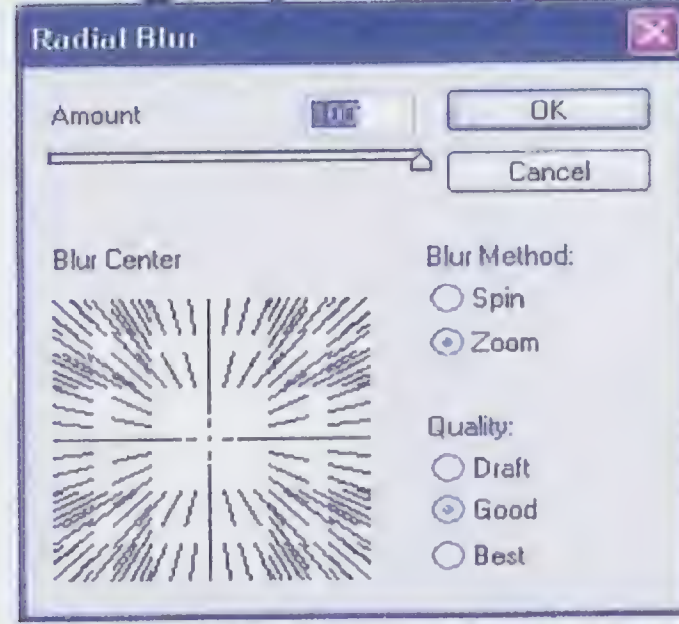 Radial Blur
Amount
OK
Cancel
Blur Center
Blur Method:
Spin
Zoom
Quality:
Draft
Good
Best